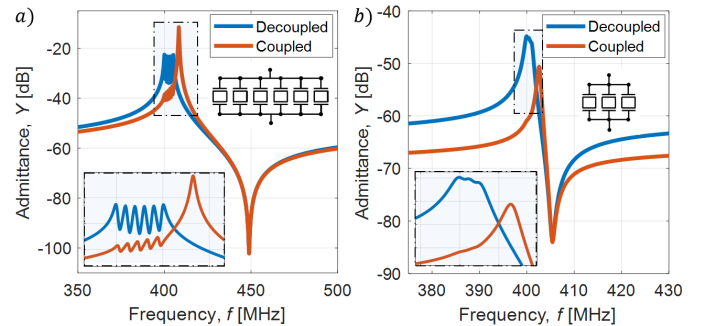 a)
Admittance, Y [dB]
-20
-40
-60
-80
-100
Decoupled
Coupled
350
400
450
500
Frequency, f [MHz]
b)
Admittance, Y [dB]
-40
-50
-60
-70
-80
-90
Decoupled
Coupled
380
390
400
410
420
430
Frequency, f [MHz]